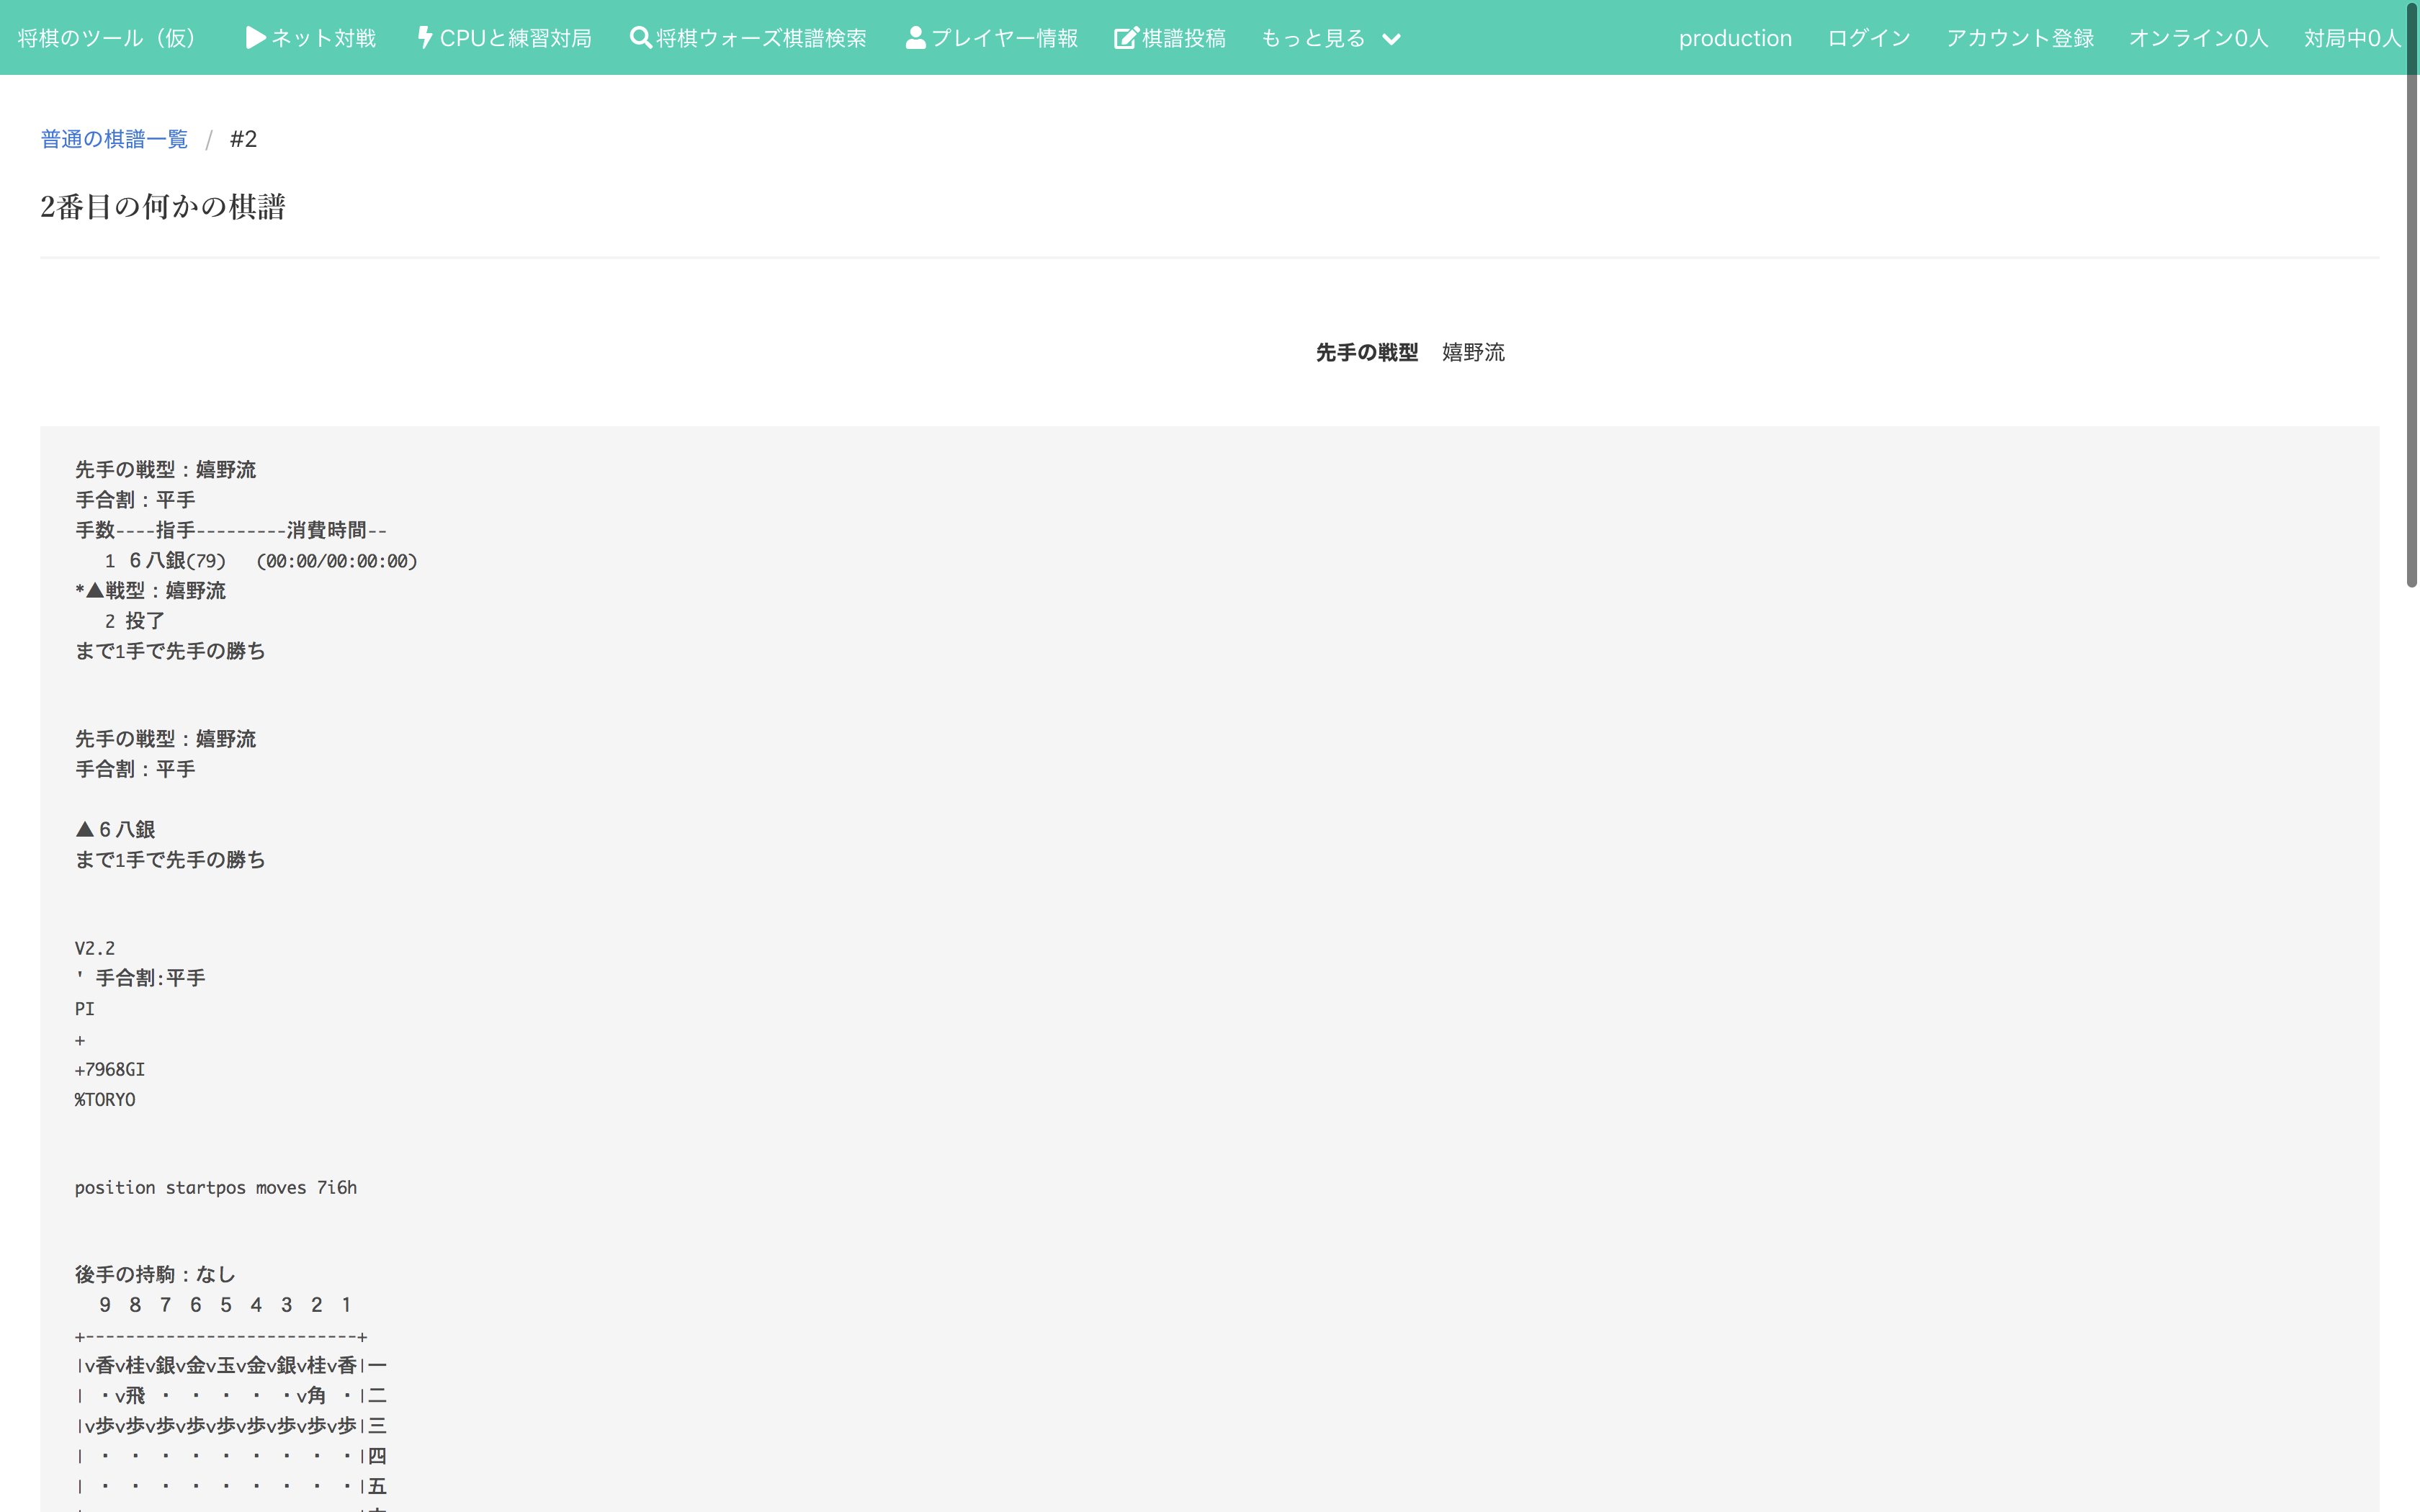 将棋のツール（仮） ネット対戦 CPUと練習対局 将棋ウォーズ棋譜検索 プレイヤー情報 棋譜投稿 もっと見る production ログイン アカウント登録 オンライン0人 対局中0人
普通の棋譜一覧 / #2
2番目の何かの棋譜
先手の戦型 嬉野流
先手の戦型：嬉野流
手合割：平手
手数----指手---------消費時間--
   1 ６八銀(79)   (00:00/00:00:00)
*▲戦型：嬉野流
   2 投了
まで1手で先手の勝ち
先手の戦型：嬉野流
手合割：平手
▲６八銀
まで1手で先手の勝ち
V2.2
' 手合割:平手
PI
+
+7968GI
%TORYO
position startpos moves 7i6h
後手の持駒：なし
  ９ ８ ７ ６ ５ ４ ３ ２ １
+---------------------------+
|v香v桂v銀v金v玉v金v銀v桂v香|一
| ・v飛 ・ ・ ・ ・ ・v角 ・|二
|v歩v歩v歩v歩v歩v歩v歩v歩v歩|三
| ・ ・ ・ ・ ・ ・ ・ ・ ・|四
| ・ ・ ・ ・ ・ ・ ・ ・ ・|五